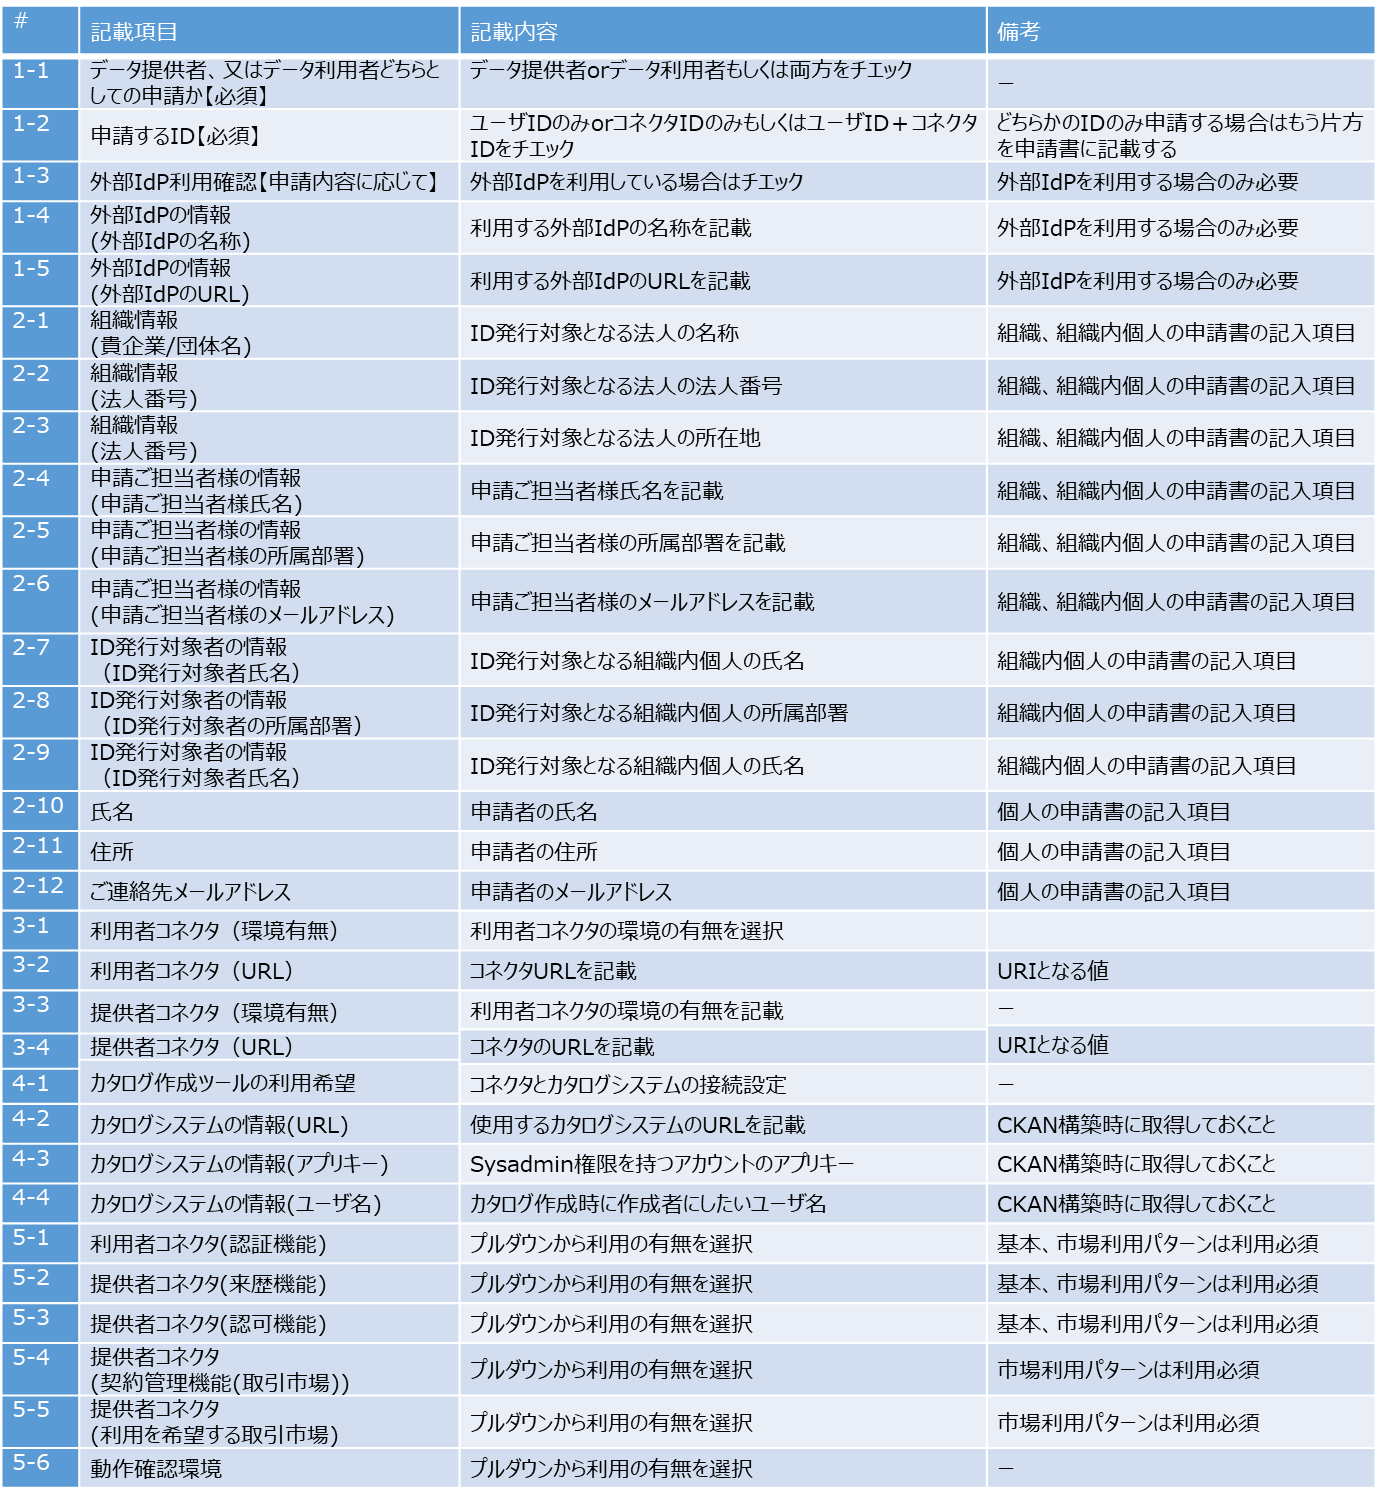 #
記載項目
記載内容
備考
1-1
データ提供者、又はデータ利用者どちらと
しての申請か【必須】
データ提供者orデータ利用者もしくは両方をチェック
－
1-2
申請するID【必須】
ユーザIDのみorコネクタIDのみもしくはユーザID＋コネクタ
IDをチェック
どちらかのIDのみ申請する場合はもう片方
を申請書に記載する
1-3
外部IdP利用確認【申請内容に応じて】
外部IdPを利用している場合はチェック
外部IdPを利用する場合のみ必要
1-4
外部IdPの情報
(外部IdPの名称)
利用する外部IdPの名称を記載
外部IdPを利用する場合のみ必要
1-5
外部IdPの情報
(外部IdPのURL)
利用する外部IdPのURLを記載
外部IdPを利用する場合のみ必要
2-1
組織情報
(貴企業/団体名)
ID発行対象となる法人の名称
組織、組織内個人の申請書の記入項目
2-2
組織情報
(法人番号)
ID発行対象となる法人の法人番号
組織、組織内個人の申請書の記入項目
2-3
組織情報
(法人番号)
ID発行対象となる法人の所在地
組織、組織内個人の申請書の記入項目
2-4
申請ご担当者様の情報
(申請ご担当者様氏名)
申請ご担当者様氏名を記載
組織、組織内個人の申請書の記入項目
2-5
申請ご担当者様の情報
(申請ご担当者様の所属部署)
申請ご担当者様の所属部署を記載
組織、組織内個人の申請書の記入項目
2-6
申請ご担当者様の情報
(申請ご担当者様のメールアドレス)
申請ご担当者様のメールアドレスを記載
組織、組織内個人の申請書の記入項目
2-7
ID発行対象者の情報
（ID発行対象者氏名）
ID発行対象となる組織内個人の氏名
組織内個人の申請書の記入項目
2-8
ID発行対象者の情報
（ID発行対象者の所属部署）
ID発行対象となる組織内個人の所属部署
組織内個人の申請書の記入項目
2-9
ID発行対象者の情報
（ID発行対象者氏名）
ID発行対象となる組織内個人の氏名
組織内個人の申請書の記入項目
2-10
氏名
申請者の氏名
個人の申請書の記入項目
2-11
住所
申請者の住所
個人の申請書の記入項目
2-12
ご連絡先メールアドレス
申請者のメールアドレス
個人の申請書の記入項目
3-1
利用者コネクタ（環境有無）
利用者コネクタの環境の有無を選択
3-2
利用者コネクタ（URL）
コネクタURLを記載
URIとなる値
3-3
提供者コネクタ（環境有無）
利用者コネクタの環境の有無を記載
－
3-4
提供者コネクタ（URL）
コネクタのURLを記載
URIとなる値
4-1
カタログ作成ツールの利用希望
コネクタとカタログシステムの接続設定
－
4-2
カタログシステムの情報(URL)
使用するカタログシステムのURLを記載
CKAN構築時に取得しておくこと
4-3
カタログシステムの情報(アプリキー)
Sysadmin権限を持つアカウントのアプリキー
CKAN構築時に取得しておくこと
4-4
カタログシステムの情報(ユーザ名)
カタログ作成時に作成者にしたいユーザ名
CKAN構築時に取得しておくこと
5-1
利用者コネクタ(認証機能)
プルダウンから利用の有無を選択
基本、市場利用パターンは利用必須
5-2
提供者コネクタ(来歴機能)
プルダウンから利用の有無を選択
基本、市場利用パターンは利用必須
5-3
提供者コネクタ(認可機能)
プルダウンから利用の有無を選択
基本、市場利用パターンは利用必須
5-4
提供者コネクタ
(契約管理機能(取引市場))
プルダウンから利用の有無を選択
市場利用パターンは利用必須
5-5
提供者コネクタ
(利用を希望する取引市場)
プルダウンから利用の有無を選択
市場利用パターンは利用必須
5-6
動作確認環境
プルダウンから利用の有無を選択
－